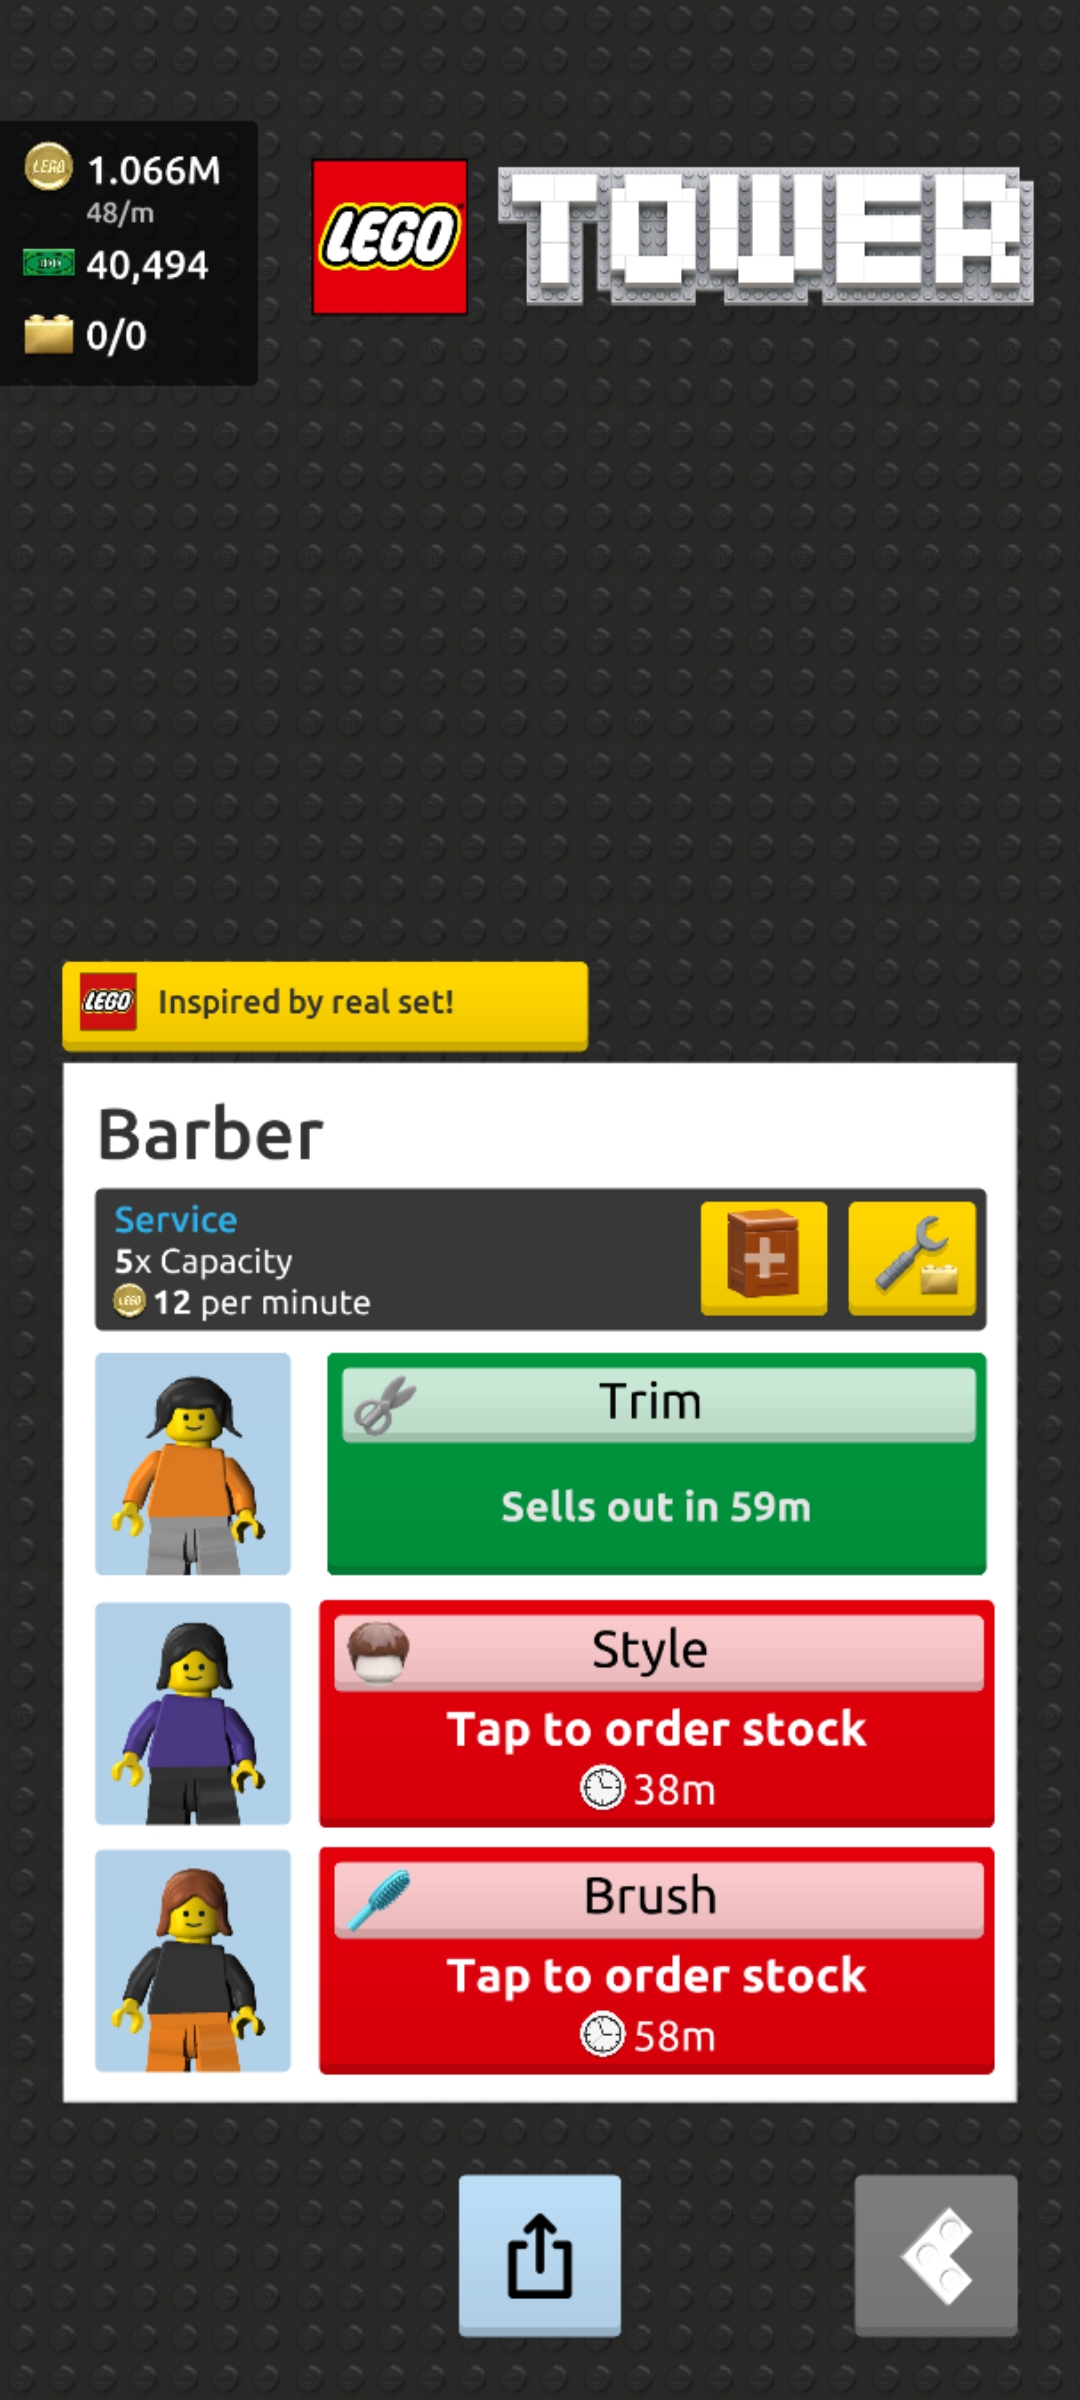 LEGO
1.066M
48/m
40,494
0/0
LEGO TOWER
LEGO Inspired by real set!
Barber
Service
5x Capacity
LEGO 12 per minute
Trim
Sells out in 59m
Style
Tap to order stock
38m
Brush
Tap to order stock
58m